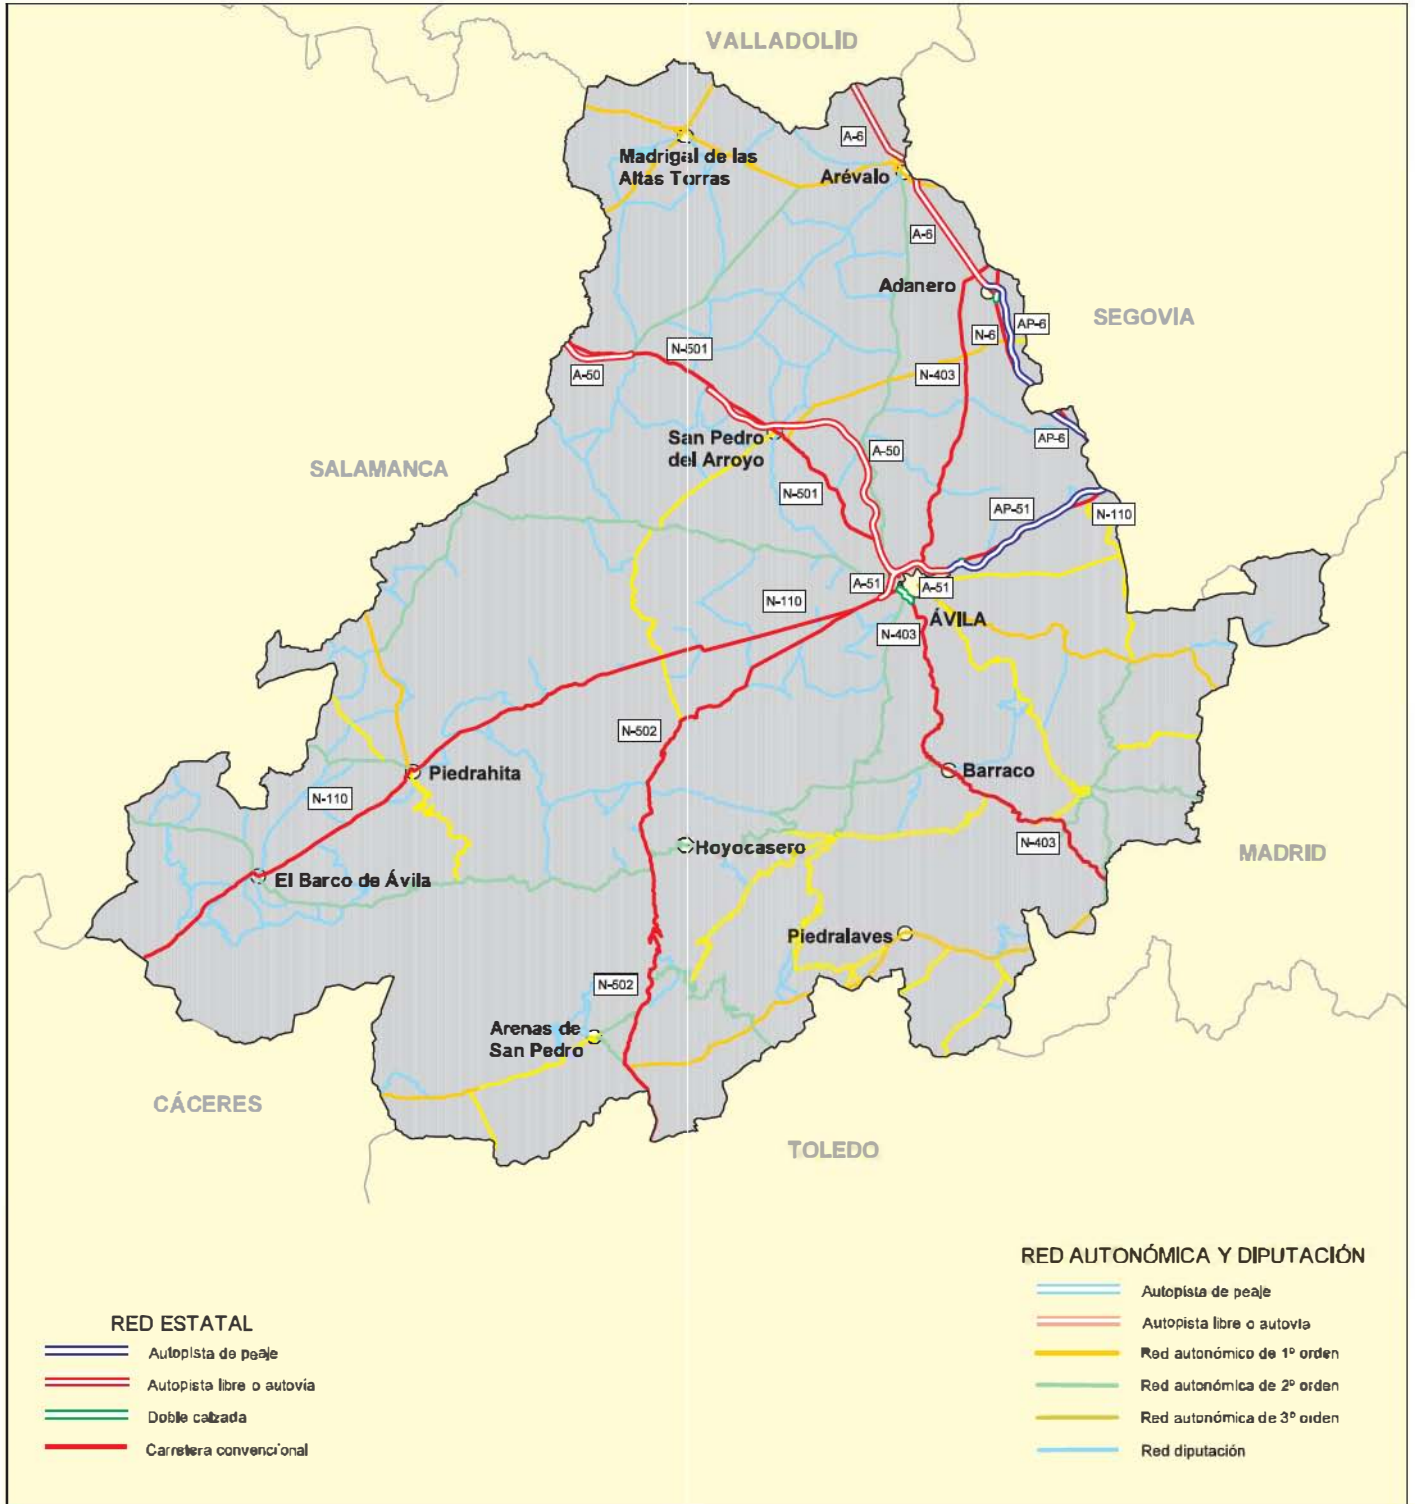 VALLADOLID
A-6
Madrigal de las
Altas Torras
Arévalo
A-6
Adanero
SEGOVIA
AP-6
N-6
N-501
A-50
N-403
San Pedro
del Arroyo
AP-6
A-50
SALAMANCA
N-501
AP-51
N-110
A-51
A-51
N-110
ÁVILA
N-403
N-502
Piedrahita
Barraco
N-110
N-403
Hoyocasero
MADRID
El Barco de Ávila
Piedralaves
N-502
Arenas de
San Pedro
CÁCERES
TOLEDO
RED ESTATAL
Autopista de peaje
Autopista libre o autovía
Doble calzada
Carretera convencional
RED AUTONÓMICA Y DIPUTACIÓN
Autopista de peaje
Autopista libre o autovía
Red autonómico de 1º orden
Red autonómica de 2º orden
Red autonómica de 3º orden
Red diputación